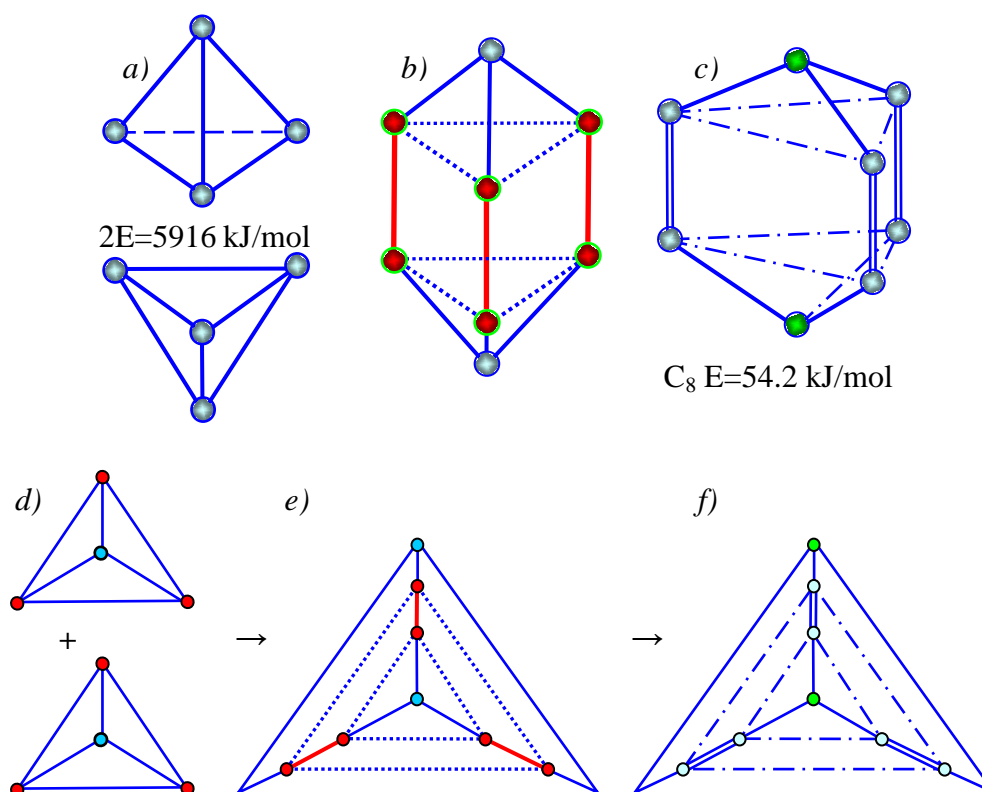 a)
b)
c)
2E=5916 kJ/mol
C₈ E=54.2 kJ/mol
d)
e)
f)
+
→
→